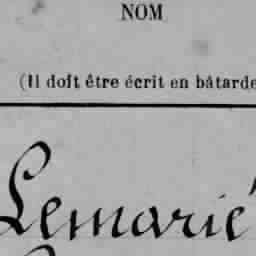 NOM
(Il doit être écrit en bâtarde
Lemarié